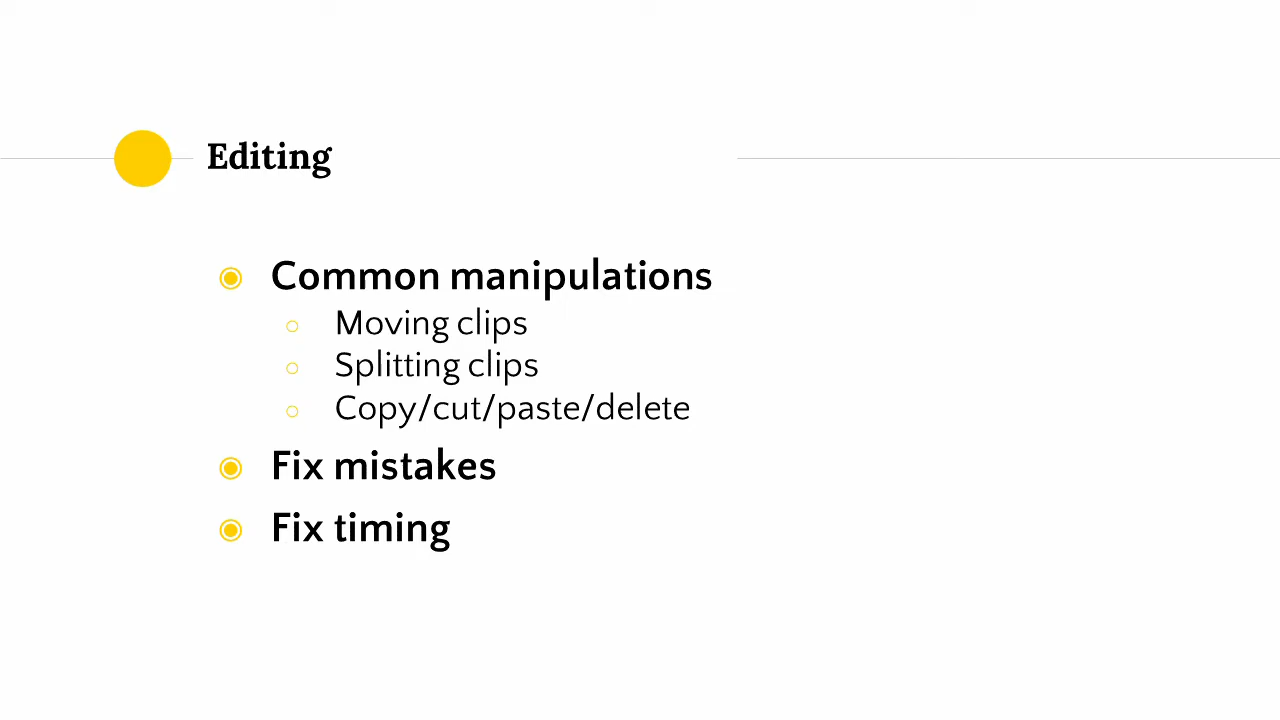 Editing
Common manipulations
Moving clips
Splitting clips
Copy/cut/paste/delete
Fix mistakes
Fix timing